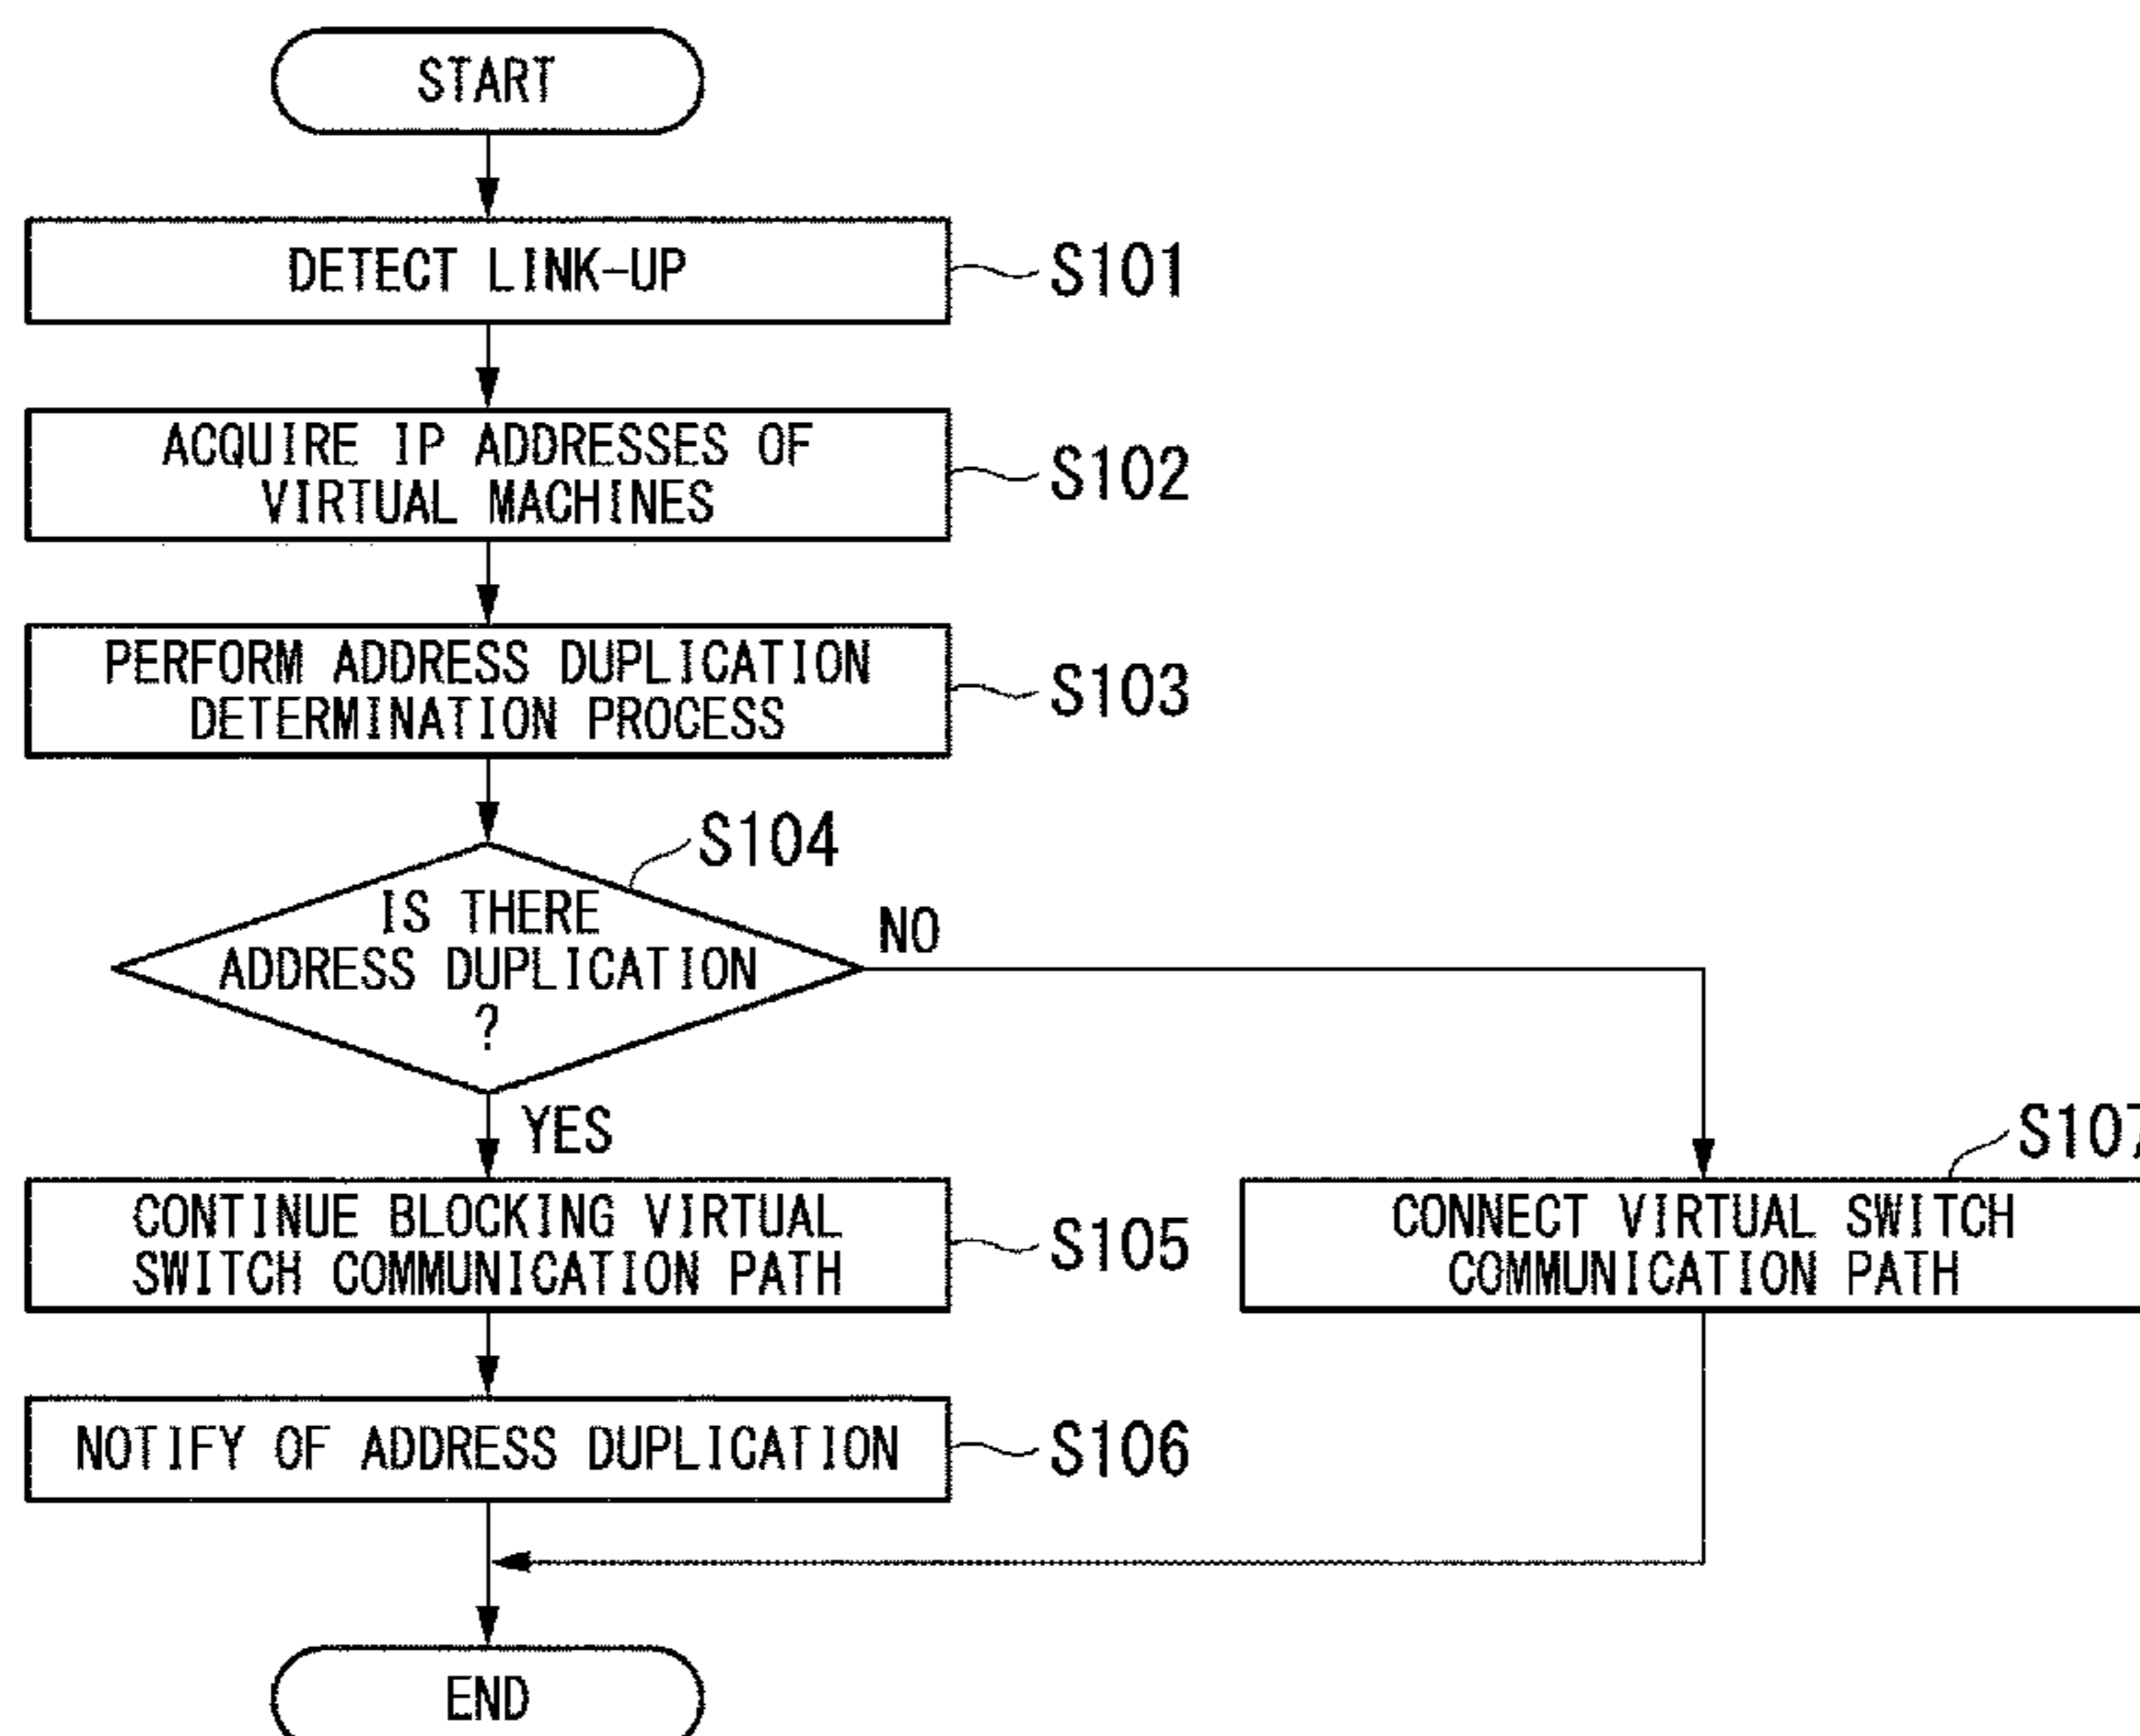 START
DETECT LINK-UP
S101
ACQUIRE IP ADDRESSES OF
VIRTUAL MACHINES
S102
PERFORM ADDRESS DUPLICATION
DETERMINATION PROCESS
S103
S104
IS THERE
ADDRESS DUPLICATION
?
NO
YES
CONTINUE BLOCKING VIRTUAL
SWITCH COMMUNICATION PATH
S105
S107
CONNECT VIRTUAL SWITCH
COMMUNICATION PATH
NOTIFY OF ADDRESS DUPLICATION
S106
END